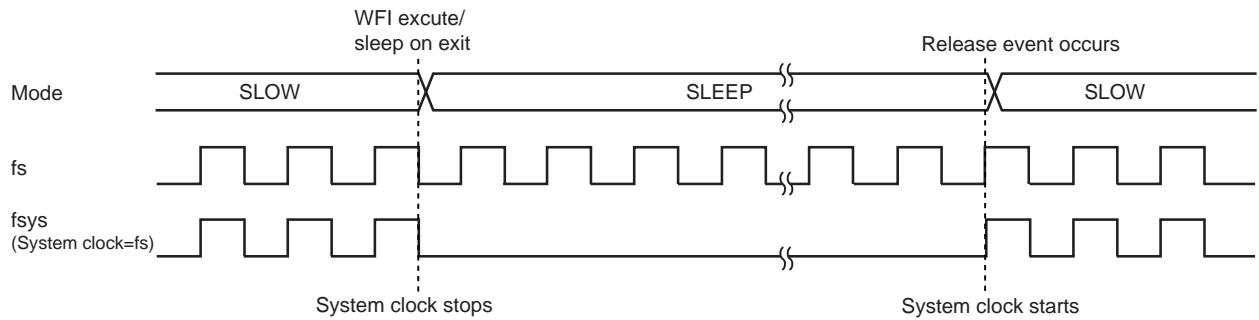 WFI excute/
sleep on exit
Release event occurs
Mode
SLOW
SLEEP
SLOW
fs
fsys
(System clock=fs)
System clock stops
System clock starts